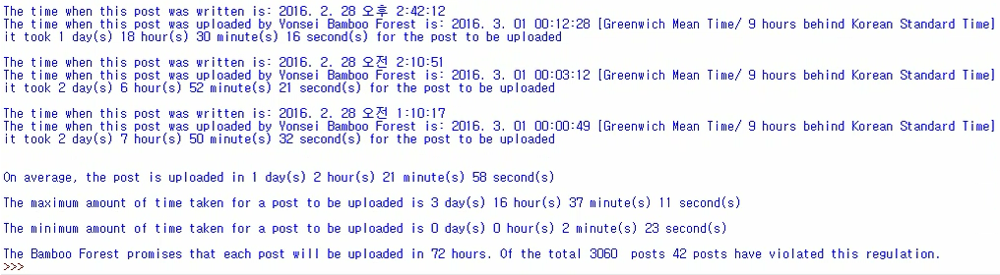 The time when this post was written is: 2016. 2. 28 오후 2:42:12
The time when this post was uploaded by Yonsei Bamboo Forest is: 2016. 3. 01 00:12:28 [Greenwich Mean Time/ 9 hours behind Korean Standard Time]
it took 1 day(s) 18 hour(s) 30 minute(s) 16 second(s) for the post to be uploaded
The time when this post was written is: 2016. 2. 28 오전 2:10:51
The time when this post was uploaded by Yonsei Bamboo Forest is: 2016. 3. 01 00:03:12 [Greenwich Mean Time/ 9 hours behind Korean Standard Time]
it took 2 day(s) 6 hour(s) 52 minute(s) 21 second(s) for the post to be uploaded
The time when this post was written is: 2016. 2. 28 오전 1:10:17
The time when this post was uploaded by Yonsei Bamboo Forest is: 2016. 3. 01 00:00:49 [Greenwich Mean Time/ 9 hours behind Korean Standard Time]
it took 2 day(s) 7 hour(s) 50 minute(s) 32 second(s) for the post to be uploaded
On average, the post is uploaded in 1 day(s) 2 hour(s) 21 minute(s) 58 second(s)
The maximum amount of time taken for a post to be uploaded is 3 day(s) 16 hour(s) 37 minute(s) 11 second(s)
The minimum amount of time taken for a post to be uploaded is 0 day(s) 0 hour(s) 2 minute(s) 23 second(s)
The Bamboo Forest promises that each post will be uploaded in 72 hours. Of the total 3060  posts 42 posts have violated this regulation.
>>>